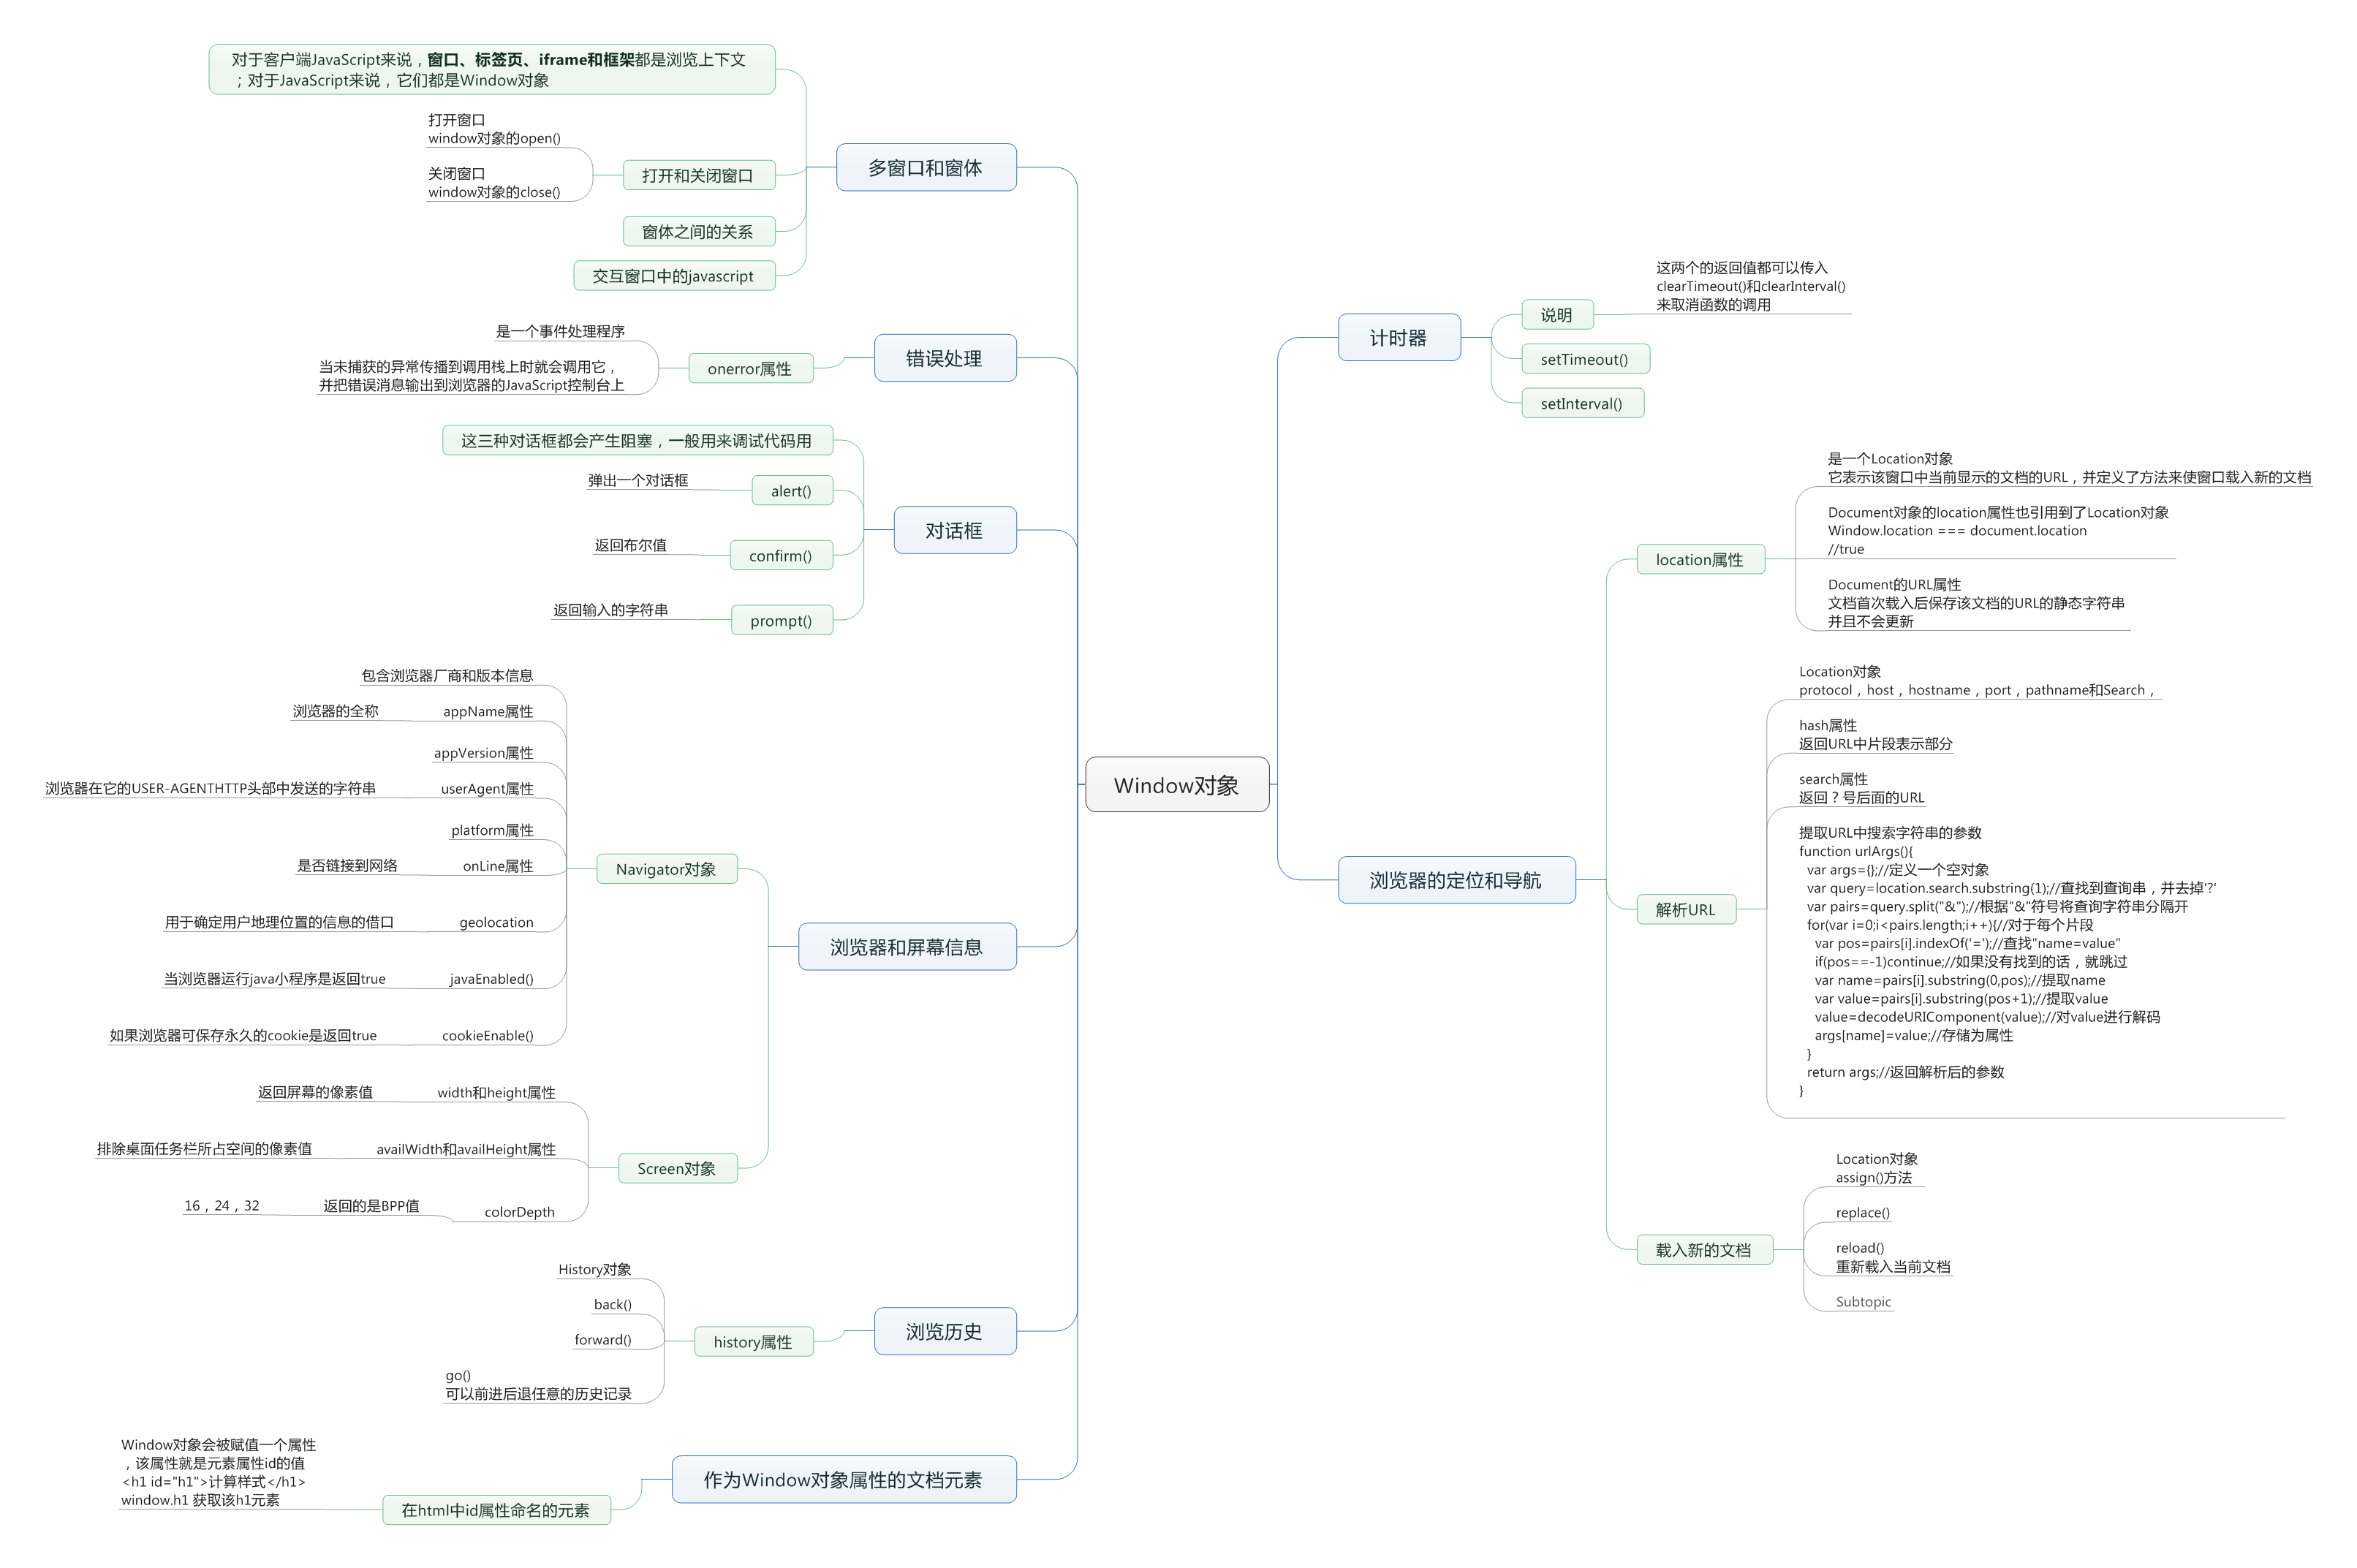 Window对象
多窗口和窗体
对于客户端JavaScript来说，窗口、标签页、iframe和框架都是浏览上下文
；对于JavaScript来说，它们都是Window对象
打开和关闭窗口
打开窗口
window对象的open()
关闭窗口
window对象的close()
窗体之间的关系
交互窗口中的javascript
错误处理
onerror属性
是一个事件处理程序
当未捕获的异常传播到调用栈上时就会调用它，
并把错误消息输出到浏览器的JavaScript控制台上
对话框
这三种对话框都会产生阻塞，一般用来调试代码用
alert()
弹出一个对话框
confirm()
返回布尔值
prompt()
返回输入的字符串
浏览器和屏幕信息
Navigator对象
包含浏览器厂商和版本信息
appName属性
浏览器的全称
appVersion属性
userAgent属性
浏览器在它的USER-AGENTHTTP头部中发送的字符串
platform属性
onLine属性
是否链接到网络
geolocation
用于确定用户地理位置的信息的借口
javaEnabled()
当浏览器运行java小程序是返回true
cookieEnable()
如果浏览器可保存永久的cookie是返回true
Screen对象
width和height属性
返回屏幕的像素值
availWidth和availHeight属性
排除桌面任务栏所占空间的像素值
colorDepth
返回的是BPP值
16，24，32
浏览历史
history属性
History对象
back()
forward()
go()
可以前进后退任意的历史记录
作为Window对象属性的文档元素
在html中id属性命名的元素
Window对象会被赋值一个属性
，该属性就是元素属性id的值
<h1 id="h1">计算样式</h1>
window.h1 获取该h1元素
计时器
说明
这两个的返回值都可以传入
clearTimeout()和clearInterval()
来取消函数的调用
setTimeout()
setInterval()
浏览器的定位和导航
location属性
是一个Location对象
它表示该窗口中当前显示的文档的URL，并定义了方法来使窗口载入新的文档
Document对象的location属性也引用到了Location对象
Window.location === document.location
//true
Document的URL属性
文档首次载入后保存该文档的URL的静态字符串
并且不会更新
解析URL
Location对象
protocol，host，hostname，port，pathname和Search，
hash属性
返回URL中片段表示部分
search属性
返回？号后面的URL
提取URL中搜索字符串的参数
function urlArgs(){
  var args={};//定义一个空对象
  var query=location.search.substring(1);//查找到查询串，并去掉'?'
  var pairs=query.split("&");//根据"&"符号将查询字符串分隔开
  for(var i=0;i<pairs.length;i++){//对于每个片段
    var pos=pairs[i].indexOf('=');//查找"name=value"
    if(pos==-1)continue;//如果没有找到的话，就跳过
    var name=pairs[i].substring(0,pos);//提取name
    var value=pairs[i].substring(pos+1);//提取value
    value=decodeURIComponent(value);//对value进行解码
    args[name]=value;//存储为属性
  }
  return args;//返回解析后的参数
}
载入新的文档
Location对象
assign()方法
replace()
reload()
重新载入当前文档
Subtopic